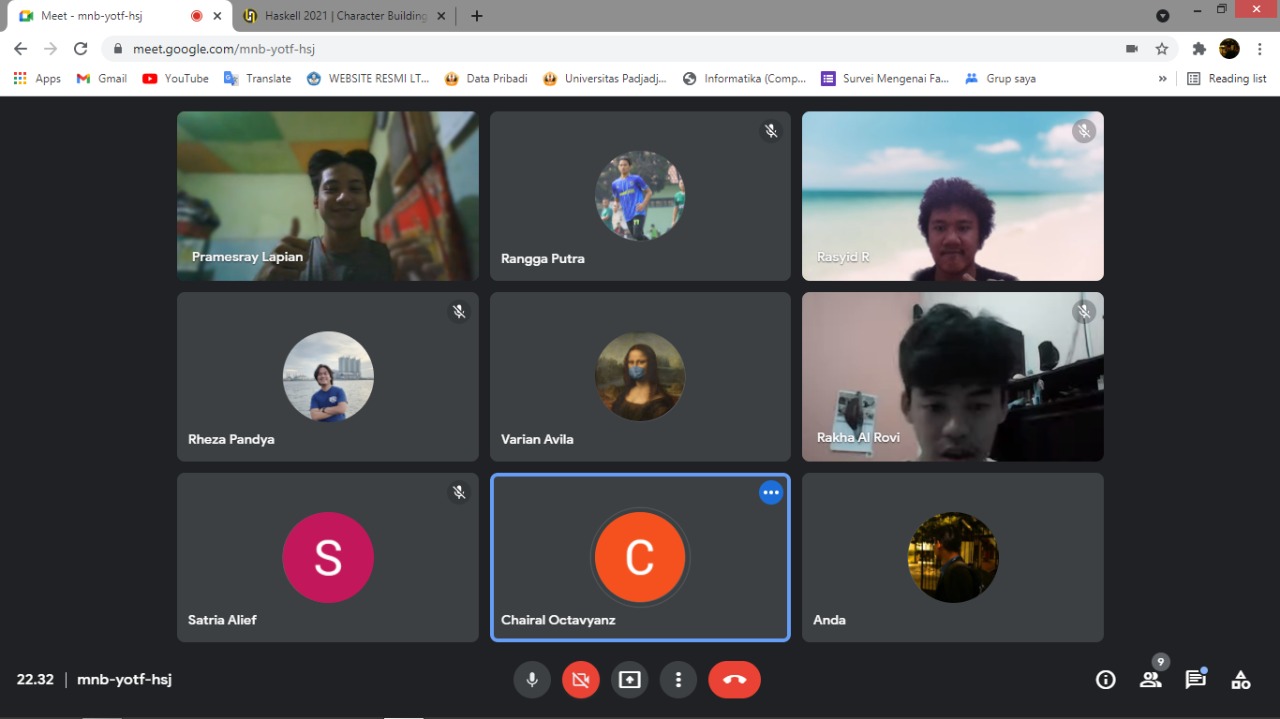 Meet - mnb-yotf-hsj
Haskell 2021 | Character Building
meet.google.com/mnb-yotf-hsj
Apps
Gmail
YouTube
Translate
WEBSITE RESMI LT...
Data Pribadi
Universitas Padjadj...
Informatika (Comp...
Survei Mengenai Fa...
Grup saya
»
Reading list
Pramesray Lapian
Rangga Putra
Rasyid R
Rheza Pandya
Varian Avila
Rakha Al Rovi
S
Satria Alief
C
Chairal Octavyanz
Anda
22.32 | mnb-yotf-hsj
9